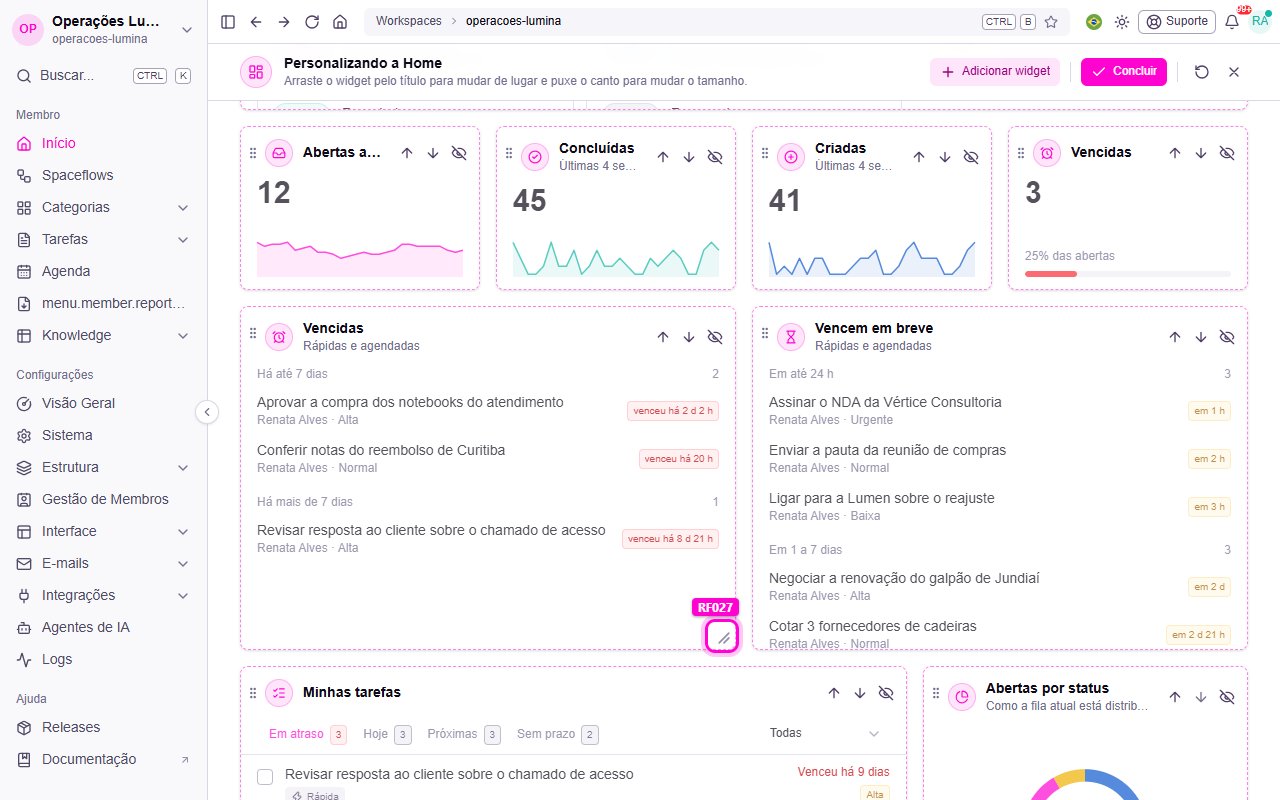 OP
Operações Lu...
operacoes-lumina
Buscar...
CTRL
K
Membro
Início
Spaceflows
Categorias
Tarefas
Agenda
menu.member.report...
Knowledge
Configurações
Visão Geral
Sistema
Estrutura
Gestão de Membros
Interface
E-mails
Integrações
Agentes de IA
Logs
Ajuda
Releases
Documentação
Workspaces
operacoes-lumina
CTRL
B
Suporte
99+
RA
Personalizando a Home
Arraste o widget pelo título para mudar de lugar e puxe o canto para mudar o tamanho.
Adicionar widget
Concluir
Abertas a...
12
Concluídas
Últimas 4 se...
45
Criadas
Últimas 4 se...
41
Vencidas
3
25% das abertas
Vencidas
Rápidas e agendadas
Há até 7 dias
2
Aprovar a compra dos notebooks do atendimento
Renata Alves · Alta
venceu há 2 d 2 h
Conferir notas do reembolso de Curitiba
Renata Alves · Normal
venceu há 20 h
Há mais de 7 dias
1
Revisar resposta ao cliente sobre o chamado de acesso
Renata Alves · Alta
venceu há 8 d 21 h
RF027
Vencem em breve
Rápidas e agendadas
Em até 24 h
3
Assinar o NDA da Vértice Consultoria
Renata Alves · Urgente
em 1 h
Enviar a pauta da reunião de compras
Renata Alves · Normal
em 2 h
Ligar para a Lumen sobre o reajuste
Renata Alves · Baixa
em 3 h
Em 1 a 7 dias
3
Negociar a renovação do galpão de Jundiaí
Renata Alves · Alta
em 2 d
Cotar 3 fornecedores de cadeiras
Renata Alves · Normal
em 2 d 21 h
Minhas tarefas
Em atraso 3
Hoje 3
Próximas 3
Sem prazo 2
Todas
Revisar resposta ao cliente sobre o chamado de acesso
Rápida
Venceu há 9 dias
Alta
Abertas por status
Como a fila atual está distrib...